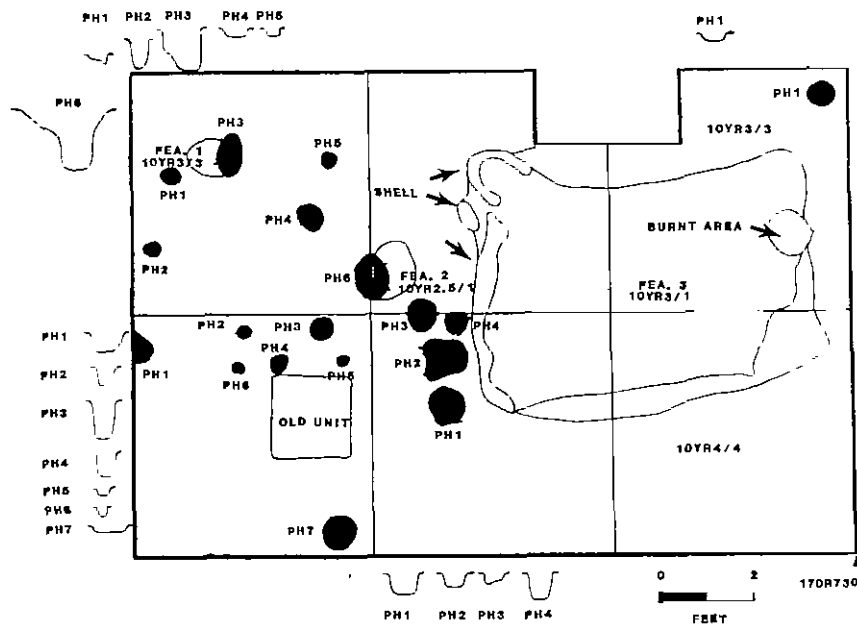 PH1
PH2
PH3
PH4
PH5
PH1
PH6
PH3
FEA. 1
10YR3/3
PH1
PH5
PH4
PH2
PH6
FEA. 2
10YR2.5/1
SHELL
PH1
10YR3/3
BURNT AREA
FEA. 3
10YR3/1
PH1
PH2
PH3
PH4
PH5
PH6
PH7
PH1
PH2
PH3
PH4
PH6
PH5
OLD UNIT
PH7
PH3
PH4
PH2
PH1
10YR4/4
PH1
PH2
PH3
PH4
0 2
FEET
17OR730